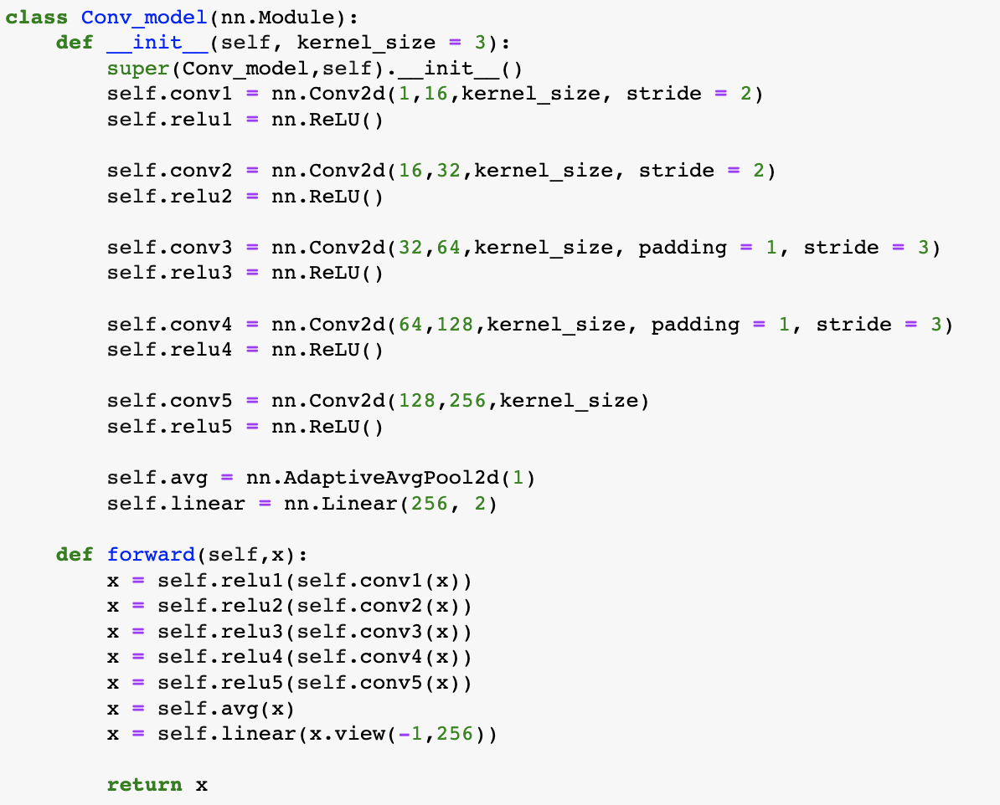 class Conv_model(nn.Module):
    def __init__(self, kernel_size = 3):
        super(Conv_model,self).__init__()
        self.conv1 = nn.Conv2d(1,16,kernel_size, stride = 2)
        self.relu1 = nn.ReLU()

        self.conv2 = nn.Conv2d(16,32,kernel_size, stride = 2)
        self.relu2 = nn.ReLU()

        self.conv3 = nn.Conv2d(32,64,kernel_size, padding = 1, stride = 3)
        self.relu3 = nn.ReLU()

        self.conv4 = nn.Conv2d(64,128,kernel_size, padding = 1, stride = 3)
        self.relu4 = nn.ReLU()

        self.conv5 = nn.Conv2d(128,256,kernel_size)
        self.relu5 = nn.ReLU()

        self.avg = nn.AdaptiveAvgPool2d(1)
        self.linear = nn.Linear(256, 2)

    def forward(self,x):
        x = self.relu1(self.conv1(x))
        x = self.relu2(self.conv2(x))
        x = self.relu3(self.conv3(x))
        x = self.relu4(self.conv4(x))
        x = self.relu5(self.conv5(x))
        x = self.avg(x)
        x = self.linear(x.view(-1,256))

        return x